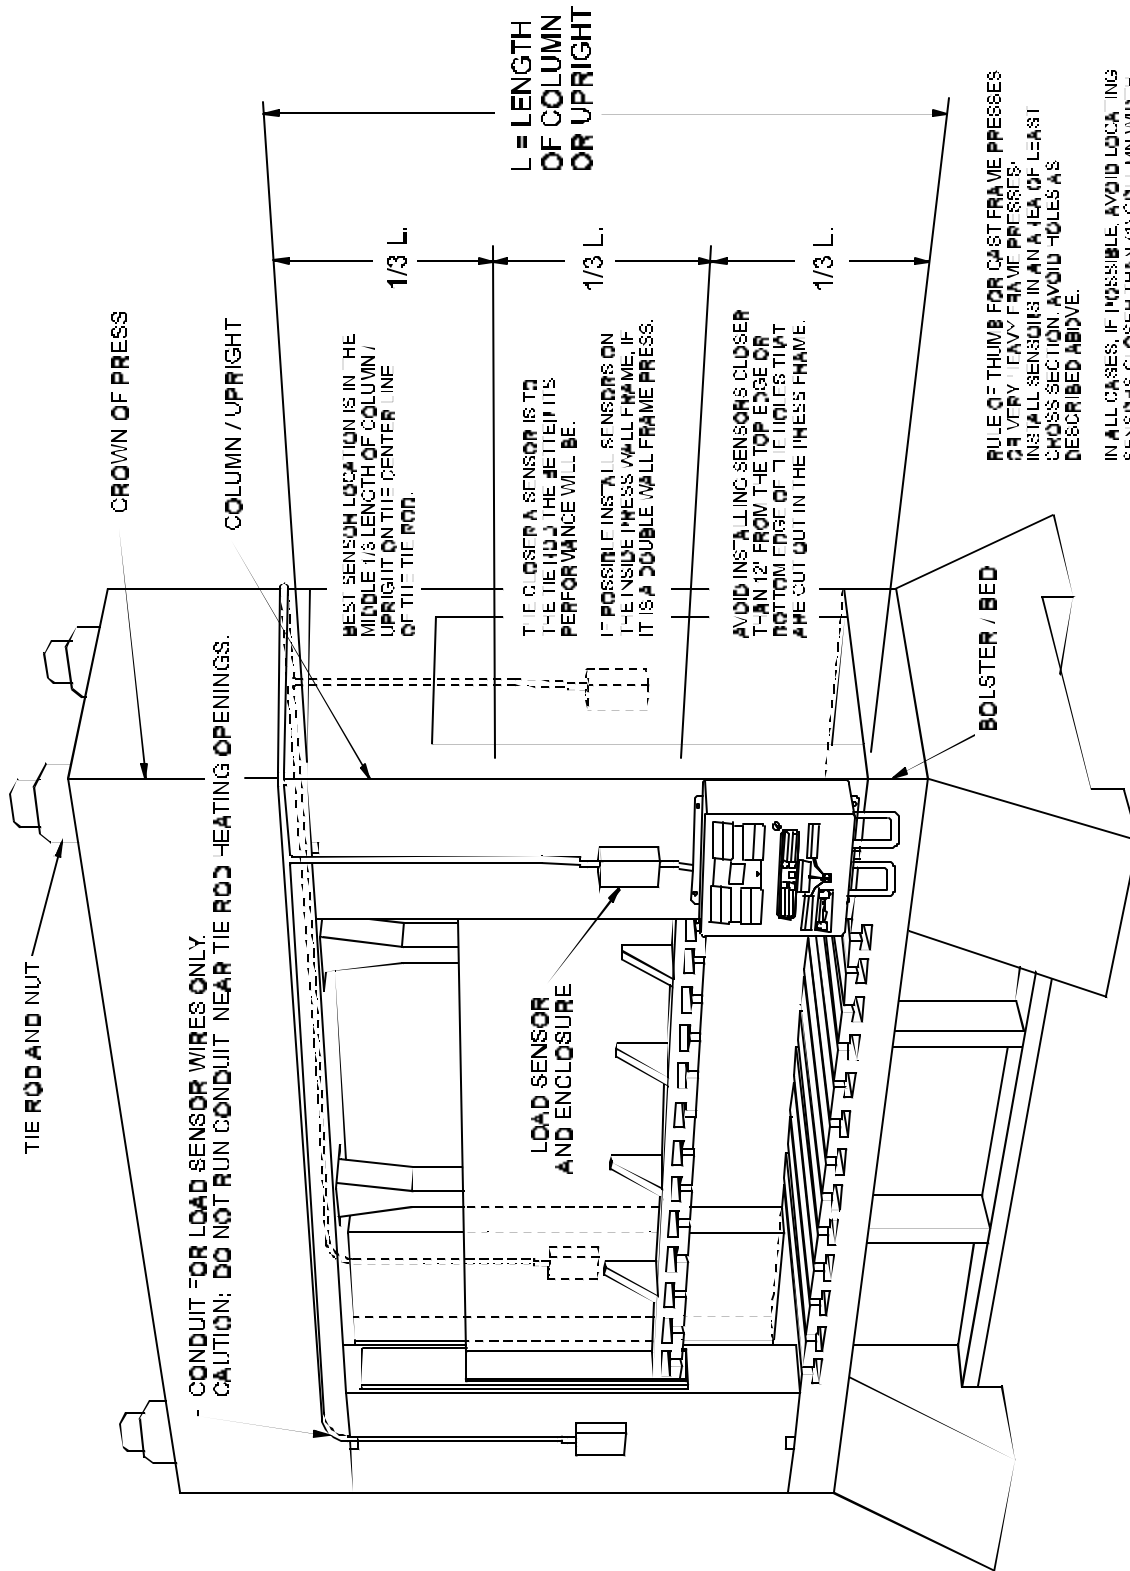 TIE ROD AND NUT
CROWN OF PRESS
COLUMN / UPRIGHT
CONDUIT FOR LOAD SENSOR WIRES ONLY.
CAUTION: DO NOT RUN CONDUIT NEAR TIE ROD HEATING OPENINGS.
L = LENGTH
OF COLUMN
OR UPRIGHT
1/3 L.
1/3 L.
1/3 L.
BEST SENSOR LOCATION IS IN THE
MIDDLE 1/3 LENGTH OF COLUMN /
UPRIGHT ON THE CENTER LINE
OF THE TIE ROD.
THE CLOSER A SENSOR IS TO
THE TIE ROD THE BETTER ITS
PERFORMANCE WILL BE.
IF POSSIBLE INSTALL SENSORS ON
THE INSIDE PRESS WALL FRAME, IF
IT IS A DOUBLE WALL FRAME PRESS.
AVOID INSTALLING SENSORS CLOSER
THAN 12" FROM THE TOP EDGE OR
BOTTOM EDGE OF THE HOLES THAT
ARE CUT OUT IN THE PRESS FRAME.
LOAD SENSOR
AND ENCLOSURE
BOLSTER / BED
RULE OF THUMB FOR CAST FRAME PRESSES
OR VERY HEAVY FRAME PRESSES:
INSTALL SENSORS IN AN AREA OF LEAST
CROSS SECTION. AVOID HOLES AS
DESCRIBED ABOVE.
IN ALL CASES, IF POSSIBLE, AVOID LOCATING
SENSORS CLOSER THAN